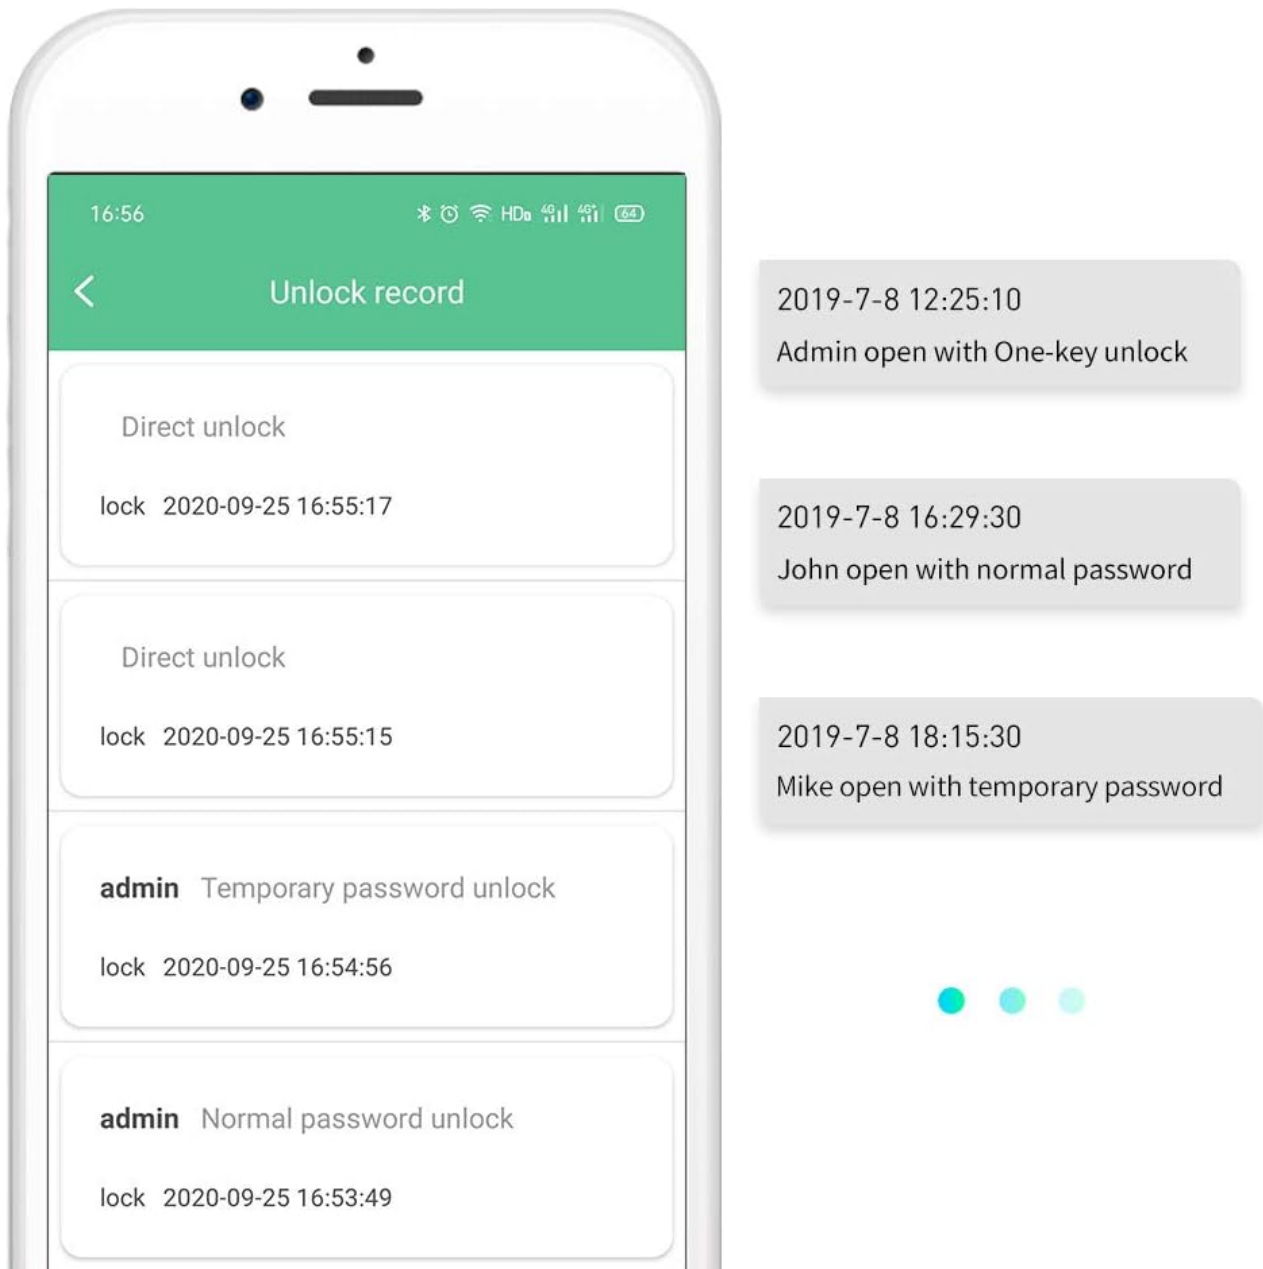 16:56
HD 4G 4G+ 64
Unlock record
Direct unlock
lock 2020-09-25 16:55:17
Direct unlock
lock 2020-09-25 16:55:15
admin Temporary password unlock
lock 2020-09-25 16:54:56
admin Normal password unlock
lock 2020-09-25 16:53:49
2019-7-8 12:25:10
Admin open with One-key unlock
2019-7-8 16:29:30
John open with normal password
2019-7-8 18:15:30
Mike open with temporary password